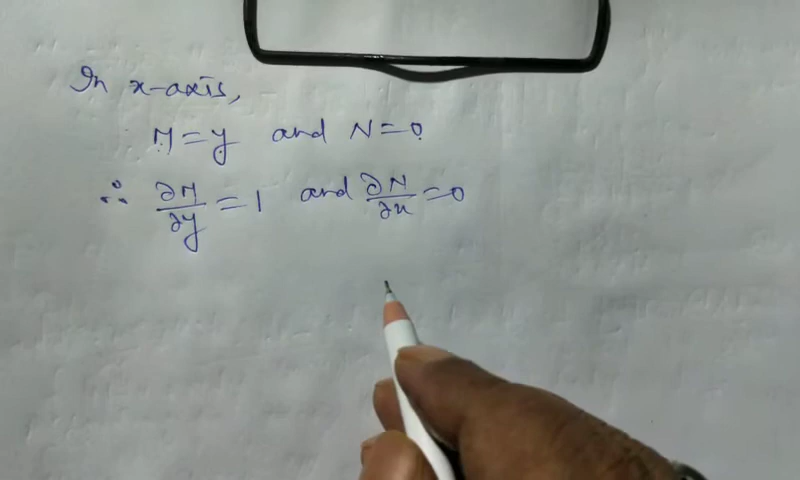 In x-axis,
M = y and N = 0
∴ ∂M/∂y = 1 and ∂N/∂x = 0